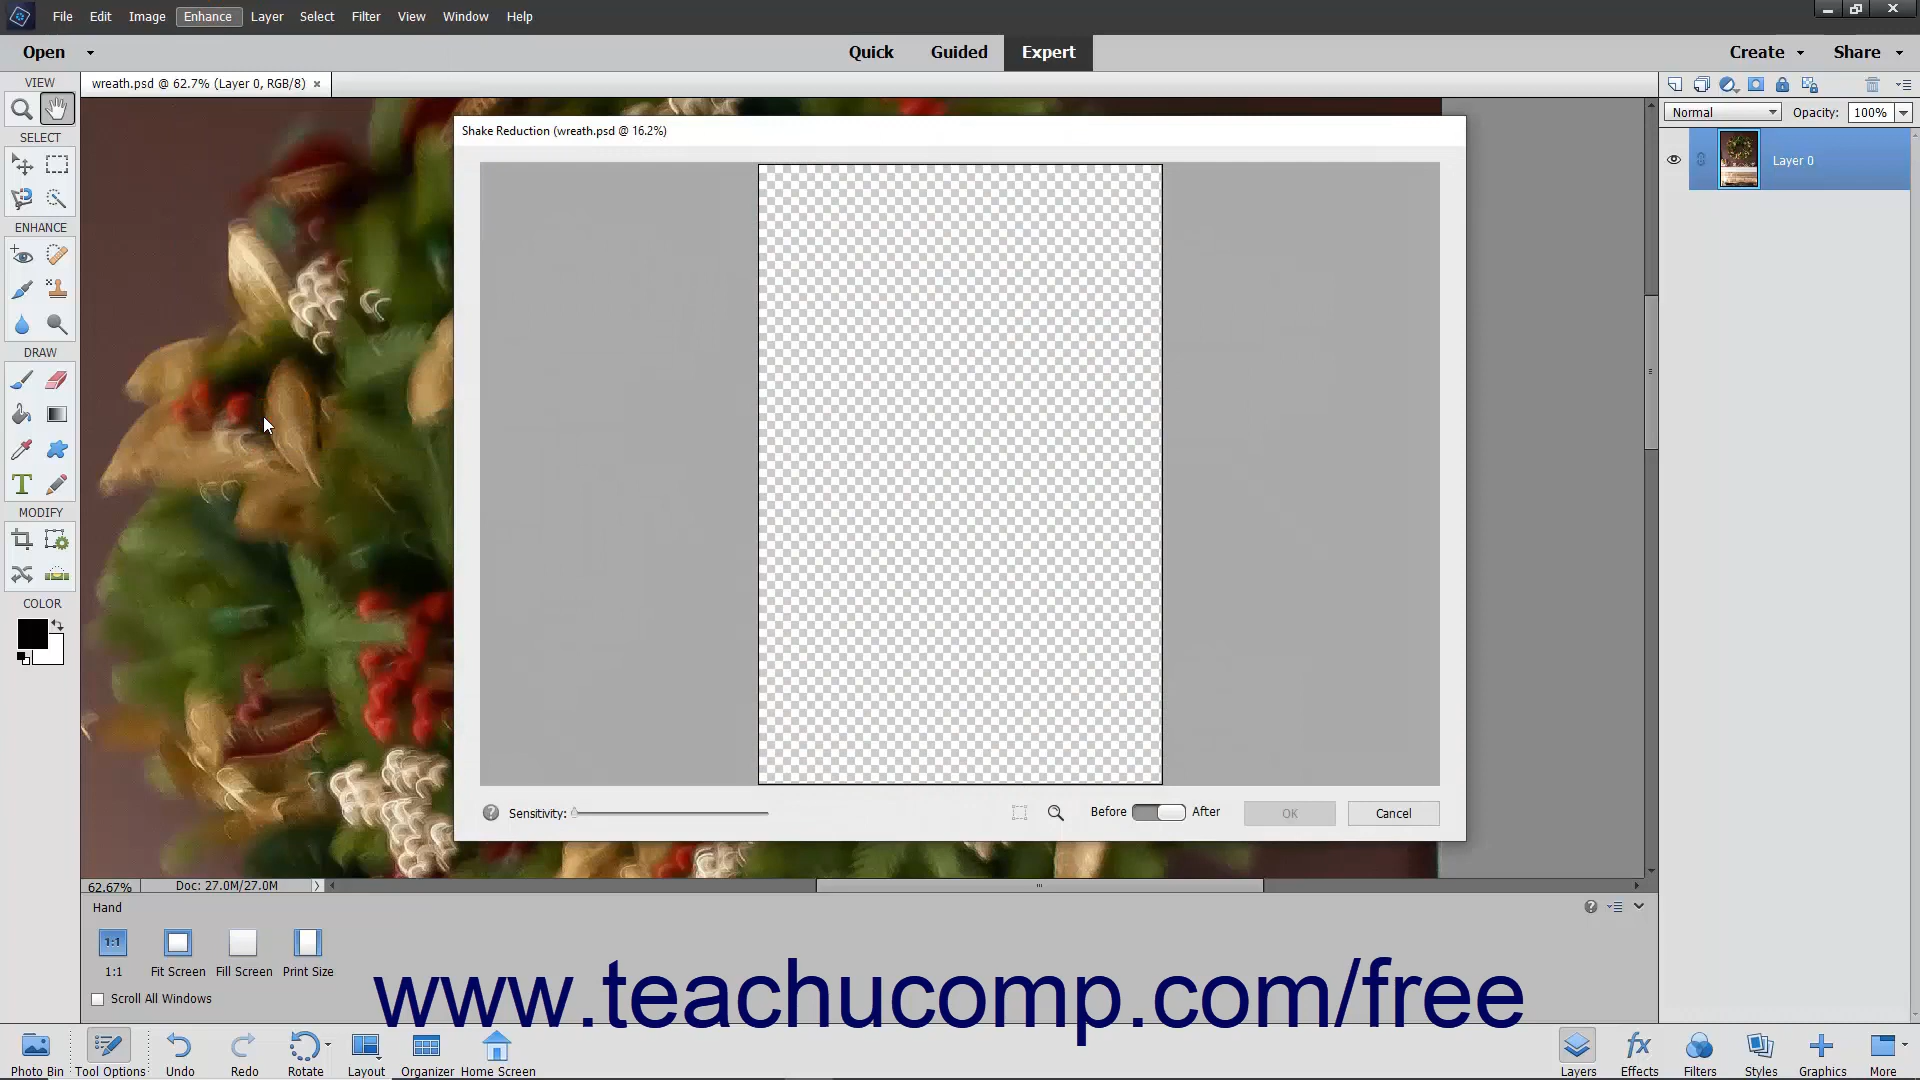 File Edit Image Enhance Layer Select Filter View Window Help
Open Quick Guided Expert Create Share
VIEW
wreath.psd @ 62.7% (Layer 0, RGB/8) ×
Normal Opacity: 100%
SELECT
Shake Reduction (wreath.psd @ 16.2%)
Layer 0
ENHANCE
DRAW
T
MODIFY
COLOR
Sensitivity: Before After OK Cancel
62.67% Doc: 27.0M/27.0M
Hand
1:1
1:1 Fit Screen Fill Screen Print Size
Scroll All Windows
www.teachucomp.com/free
fx
Photo Bin Tool Options Undo Redo Rotate Layout Organizer Home Screen Layers Effects Filters Styles Graphics More